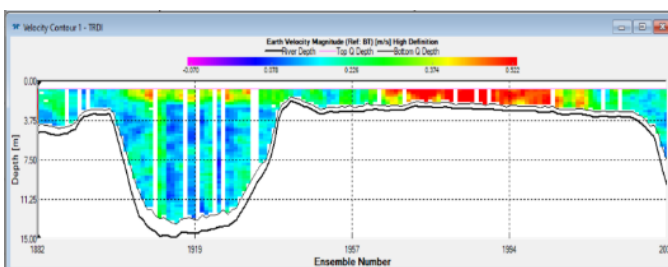 Velocity Contour 1 - TRDI
Earth Velocity Magnitude (Ref: BT) [m/s] High Definition
River Depth Top Q Depth Bottom Q Depth
-0.070 0.078 0.226 0.374 0.522
0.00
3.75
7.50
11.25
15.00
Depth [m]
1882 1919 1957 1994
Ensemble Number